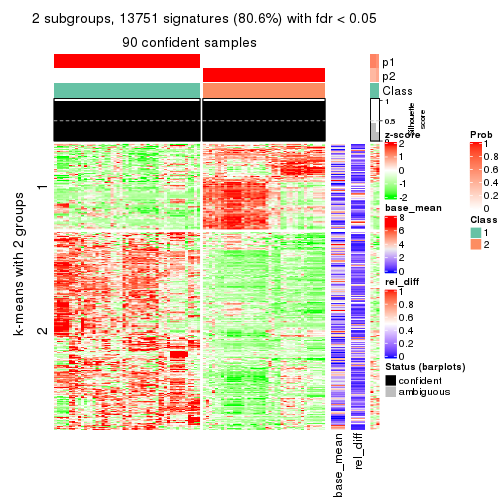 2 subgroups, 13751 signatures (80.6%) with fdr < 0.05
90 confident samples
p1
p2
Class
1
0.5
0
Silhouette
score
k-means with 2 groups
1
2
base_mean
rel_diff
z-score
2
1
0
-1
-2
base_mean
8
6
4
2
0
rel_diff
1
0.8
0.6
0.4
0.2
0
Status (barplots)
confident
ambiguous
Prob
1
0.8
0.6
0.4
0.2
0
Class
1
2